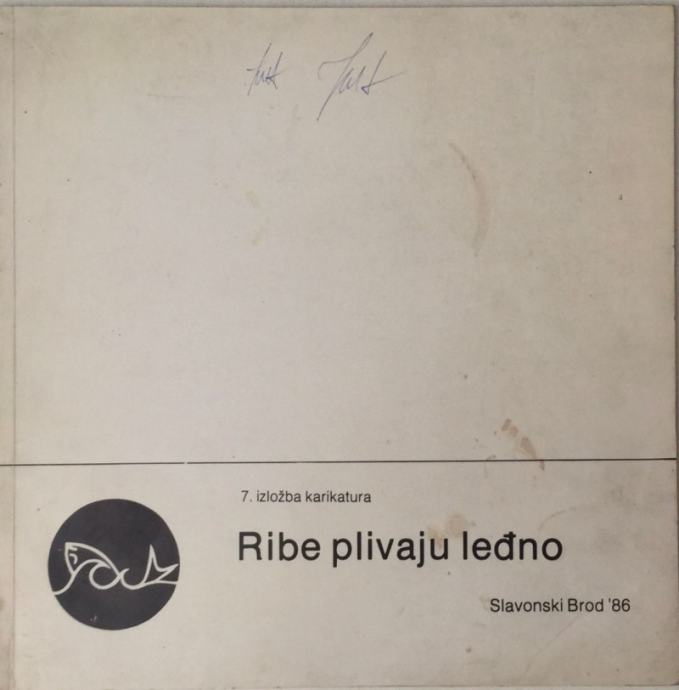 7. izložba karikatura
Ribe plivaju leđno
Slavonski Brod '86